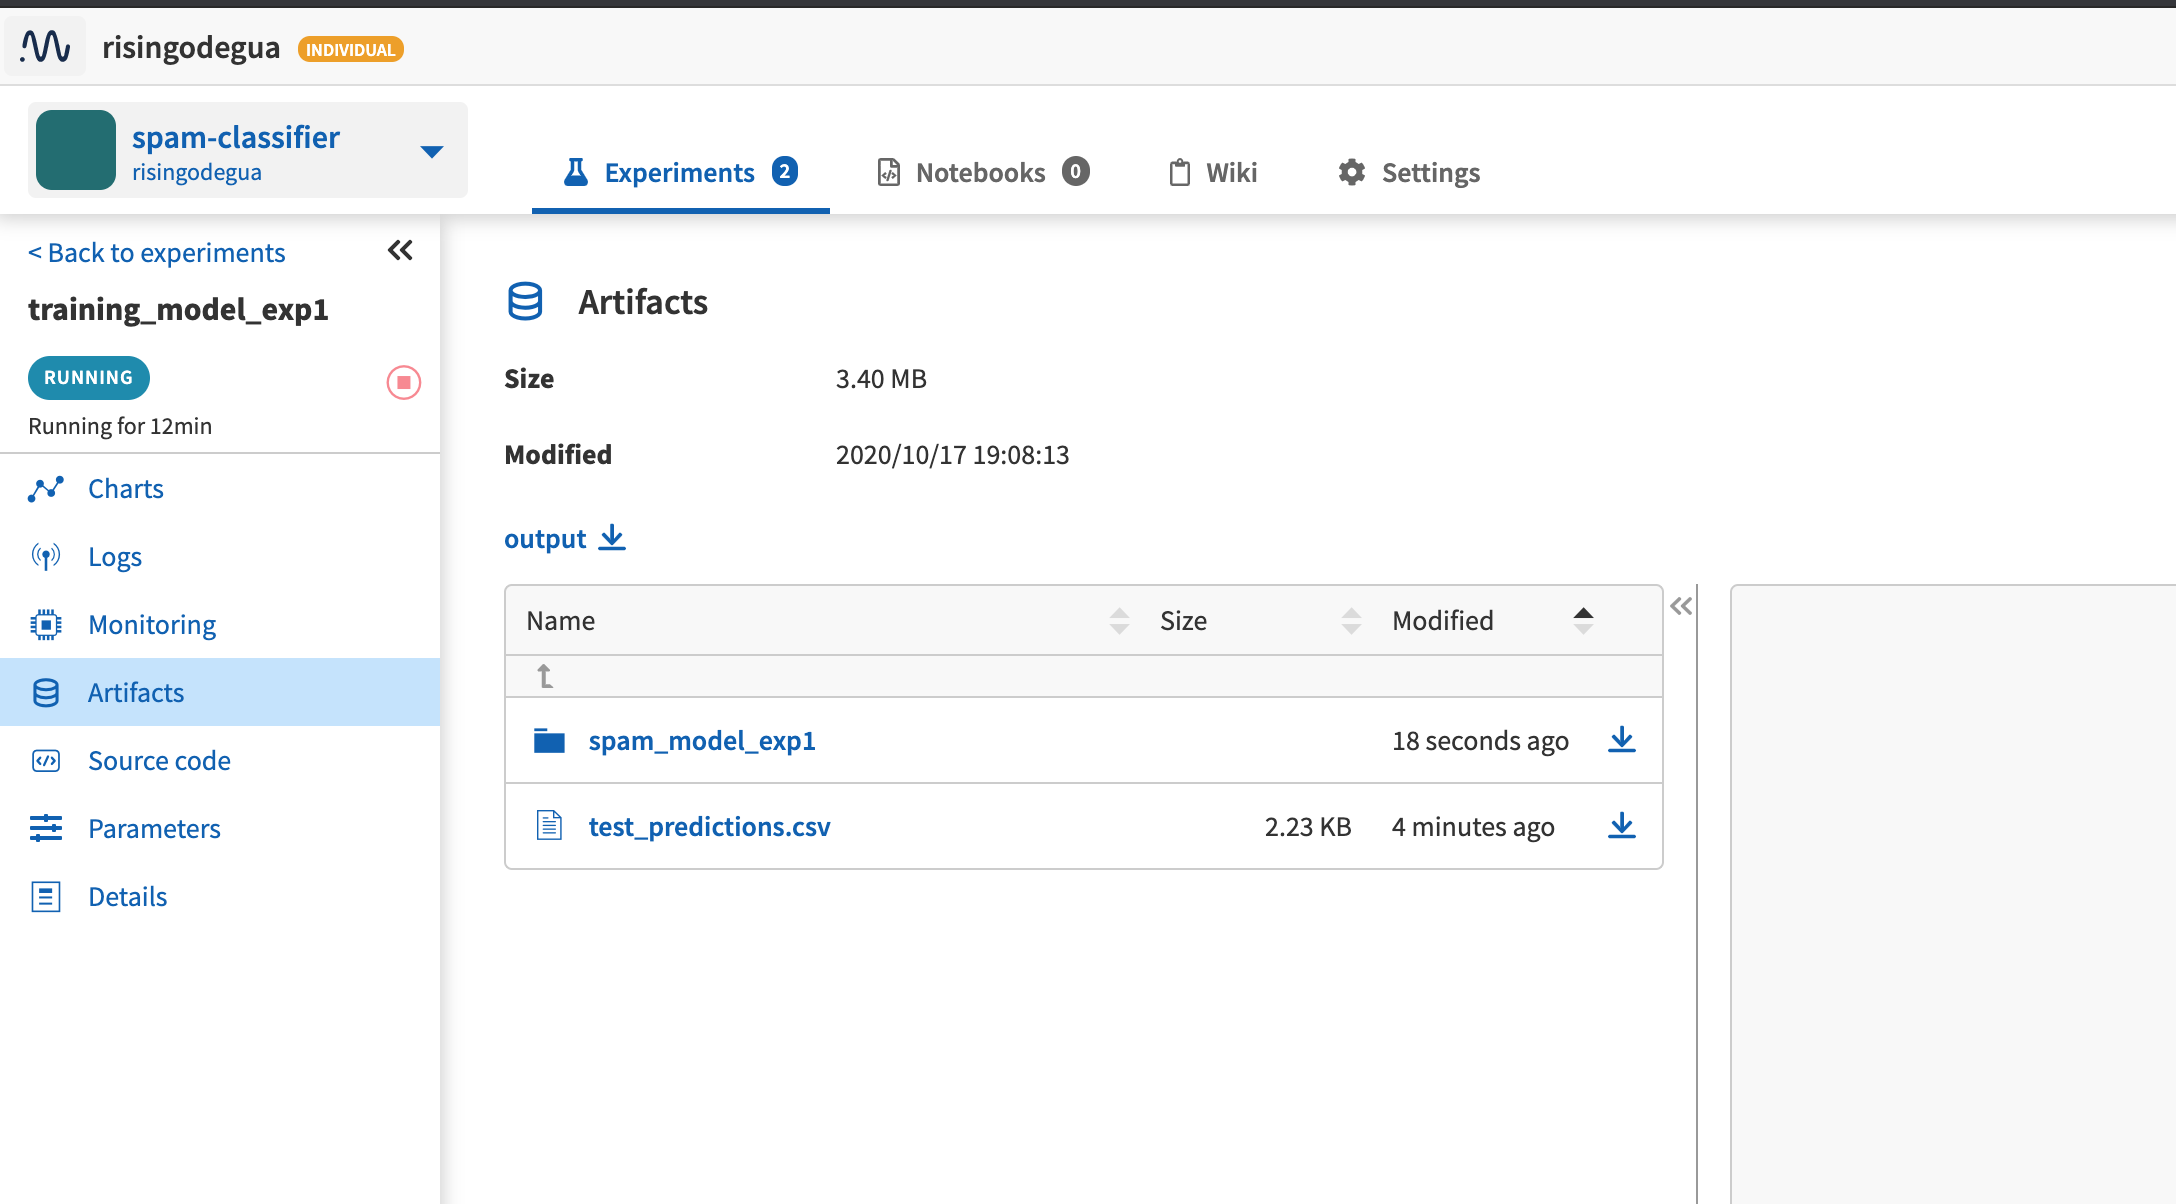 risingodegua INDIVIDUAL
spam-classifier
risingodegua
Experiments 2 Notebooks 0 Wiki Settings
< Back to experiments
training_model_exp1
RUNNING
Running for 12min
Charts
Logs
Monitoring
Artifacts
Source code
Parameters
Details
Artifacts
Size 3.40 MB
Modified 2020/10/17 19:08:13
output
Name Size Modified
spam_model_exp1 18 seconds ago
test_predictions.csv 2.23 KB 4 minutes ago